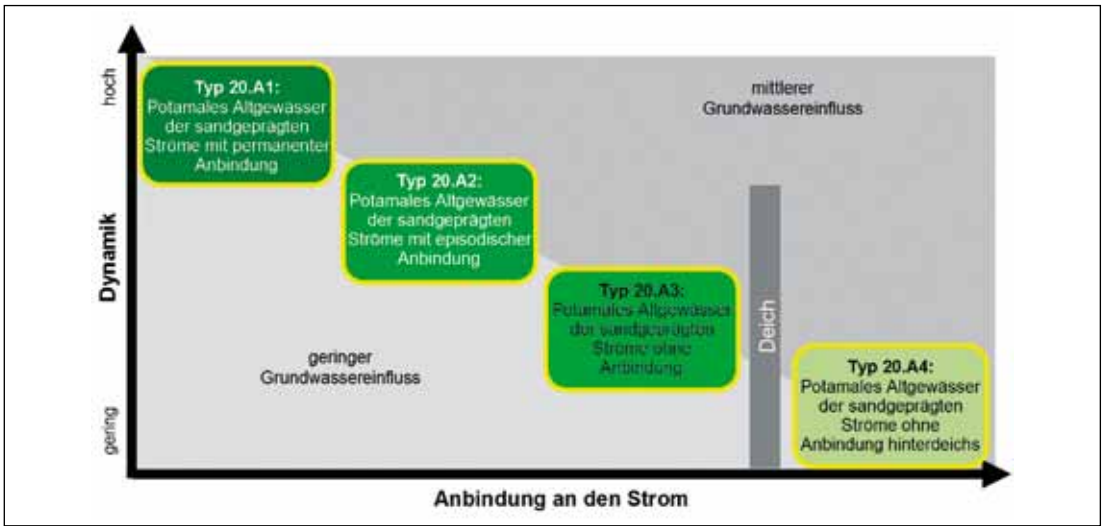 hoch
Typ 20.A1:
Potamales Altgewässer
der sandgeprägten
Ströme mit permanenter
Anbindung
mittlerer
Grundwassereinfluss
Typ 20.A2:
Potamales Altgewässer
der sandgeprägten
Ströme mit episodischer
Anbindung
Dynamik
Typ 20.A3:
Potamales Altgewässer
der sandgeprägten
Ströme ohne
Anbindung
Deich
geringer
Grundwassereinfluss
Typ 20.A4:
Potamales Altgewässer
der sandgeprägten
Ströme ohne
Anbindung hinterdeichs
gering
Anbindung an den Strom